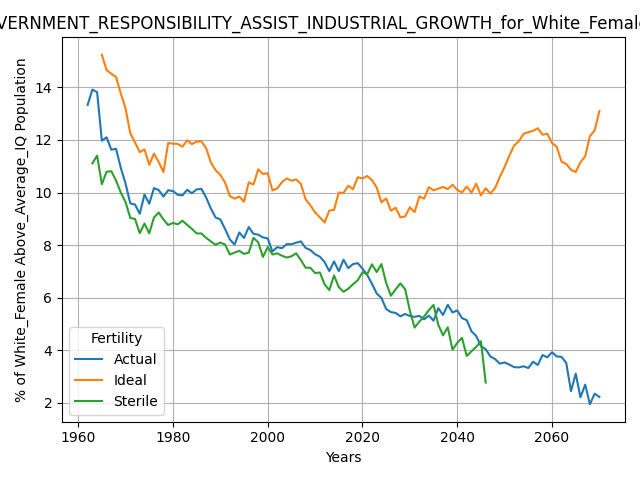 VERNMENT_RESPONSIBILITY_ASSIST_INDUSTRIAL_GROWTH_for_White_Female
% of White_Female Above_Average_IQ Population
14
12
10
8
6
4
2
Fertility
Actual
Ideal
Sterile
1960
1980
2000
2020
2040
2060
Years